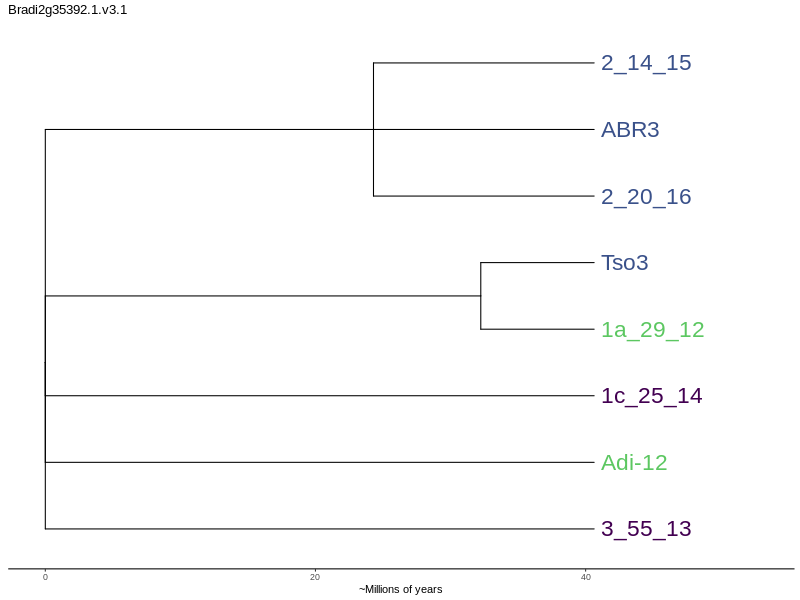 Bradi2g35392.1.v3.1
2_14_15
ABR3
2_20_16
Tso3
1a_29_12
1c_25_14
Adi-12
3_55_13
0 20 40
~Millions of years